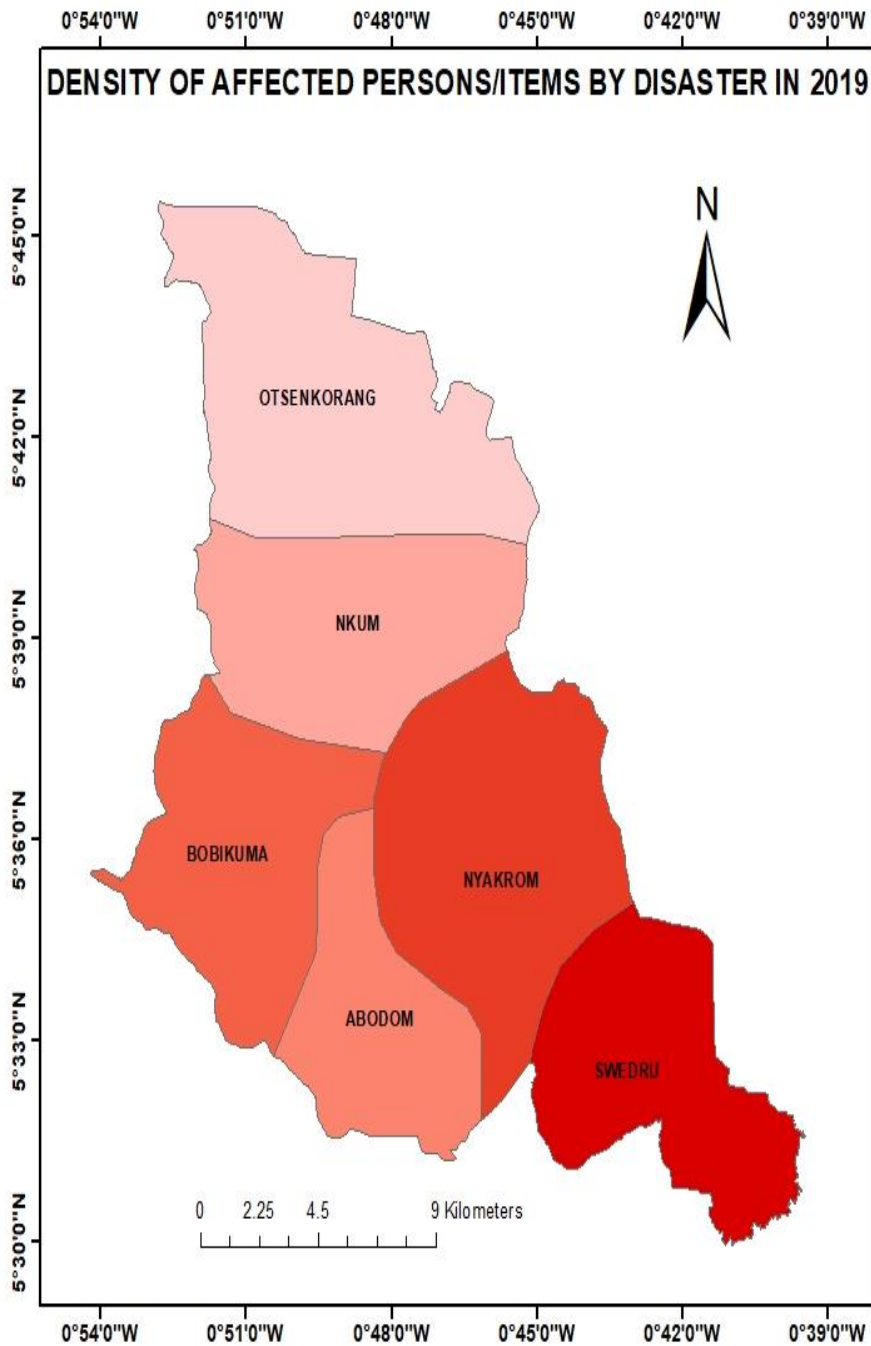 0°54'0"W 0°51'0"W 0°48'0"W 0°45'0"W 0°42'0"W 0°39'0"W
DENSITY OF AFFECTED PERSONS/ITEMS BY DISASTER IN 2019
N
5°45'0"N
5°45'0"N
OTSENKORANG
5°42'0"N
5°39'0"N
NKUM
5°36'0"N
BOBIKUMA
NYAKROM
5°33'0"N
ABODOM
SWEDRU
0 2.25 4.5 9 Kilometers
5°30'0"N
0°54'0"W 0°51'0"W 0°48'0"W 0°45'0"W 0°42'0"W 0°39'0"W